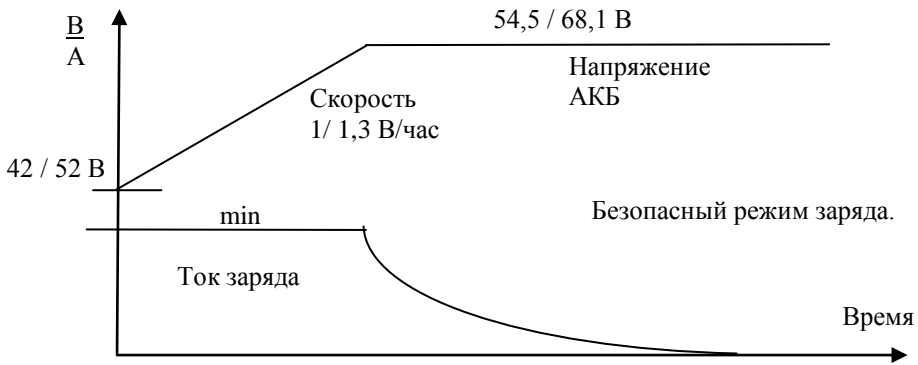 В
А
54,5 / 68,1 В
Напряжение
АКБ
Скорость
1/ 1,3 В/час
42 / 52 В
min
Безопасный режим заряда.
Ток заряда
Время